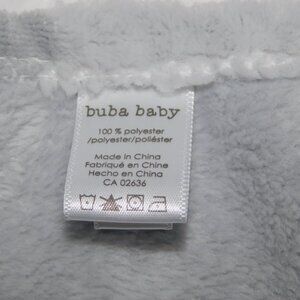 buba baby
100 % polyester
/polyester/poliéster
Made in China
Fabriqué en Chine
Hecho en China
CA 02636